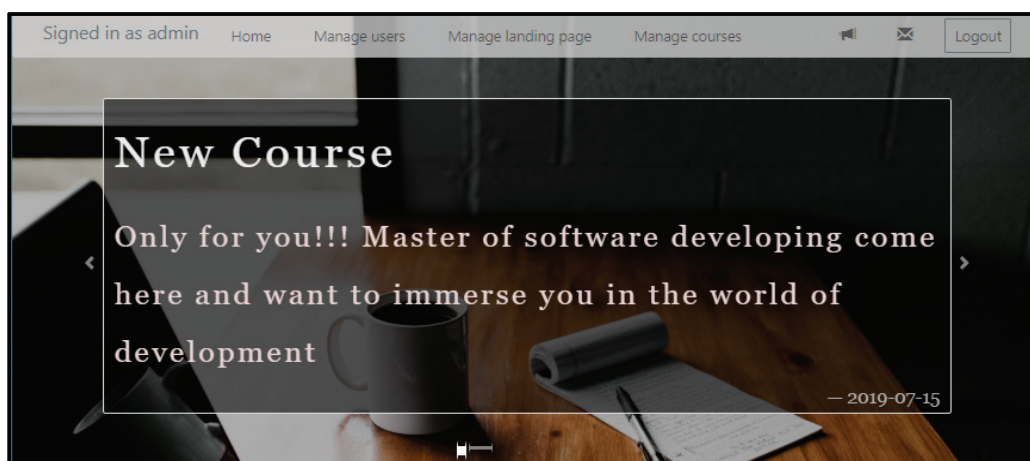 Signed in as admin Home Manage users Manage landing page Manage courses Logout
New Course
Only for you!!! Master of software developing come
here and want to immerse you in the world of
development
— 2019-07-15